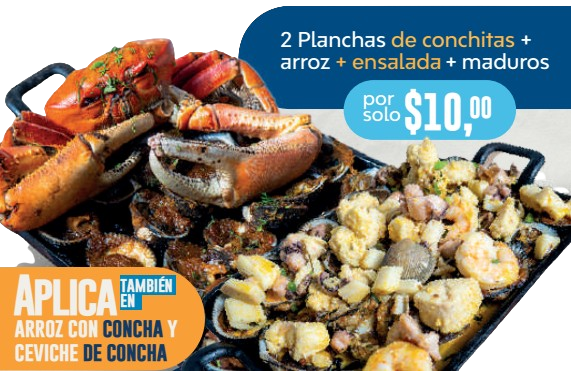 2 Planchas de conchitas +
arroz + ensalada + maduros
por
solo $10,00
APLICA TAMBIÉN
EN
ARROZ CON CONCHA Y
CEVICHE DE CONCHA